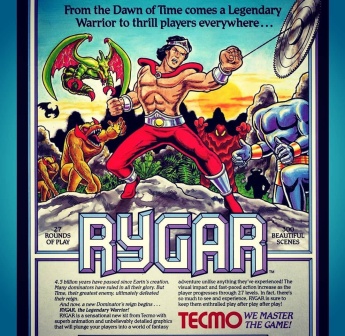 From the Dawn of Time comes a Legendary
Warrior to thrill players everywhere...
ROUNDS
OF PLAY
RYGAR
TM
300
BEAUTIFUL
SCENES
4.3 billion years have passed since Earth's creation.
Many dominators have ruled in all their glory. But
Time, their greatest enemy, ultimately defeated
their reign.
And now, a new Dominator's reign begins ...
RYGAR, the Legendary Warrior!
RYGAR is a sensational new hit from Tecmo with
superb animation and unbelievably detailed graphics
that will plunge your players into a world of fantasy
adventure unlike anything they've experienced! The
visual impact and fast-paced action increase as the
player progresses through 27 levels. In fact, there's
so much to see and experience. RYGAR is sure to
keep them entranced play after play after play!
TECMO WE MASTER
THE GAME!